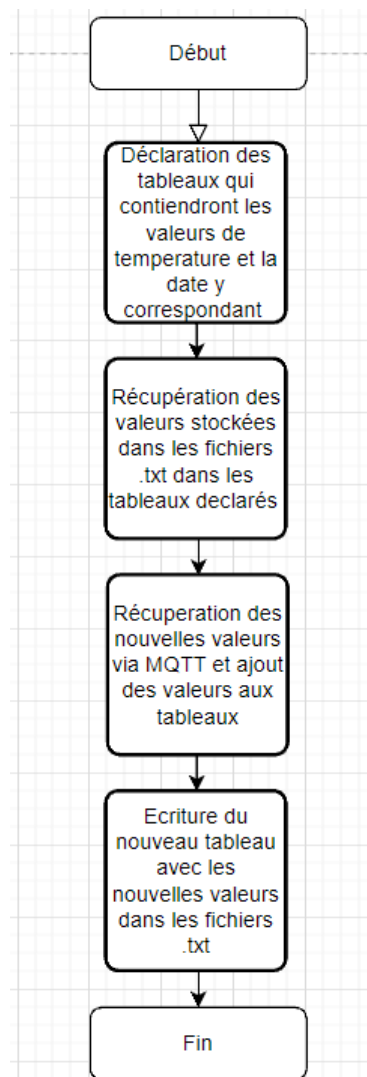 Début
Déclaration des
tableaux qui
contiendront les
valeurs de
temperature et la
date y
correspondant
Récupération des
valeurs stockées
dans les fichiers
.txt dans les
tableaux declarés
Récuperation des
nouvelles valeurs
via MQTT et ajout
des valeurs aux
tableaux
Ecriture du
nouveau tableau
avec les
nouvelles valeurs
dans les fichiers
.txt
Fin